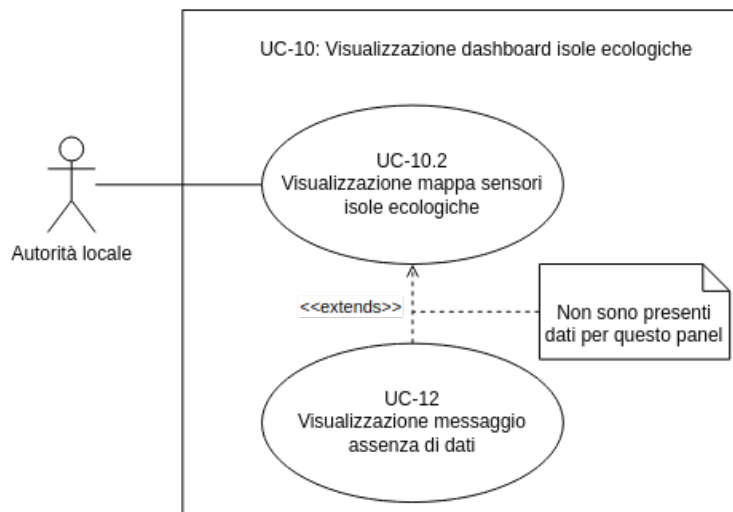 UC-10: Visualizzazione dashboard isole ecologiche
UC-10.2
Visualizzazione mappa sensori
isole ecologiche
Autorità locale
<<extends>>
Non sono presenti
dati per questo panel
UC-12
Visualizzazione messaggio
assenza di dati